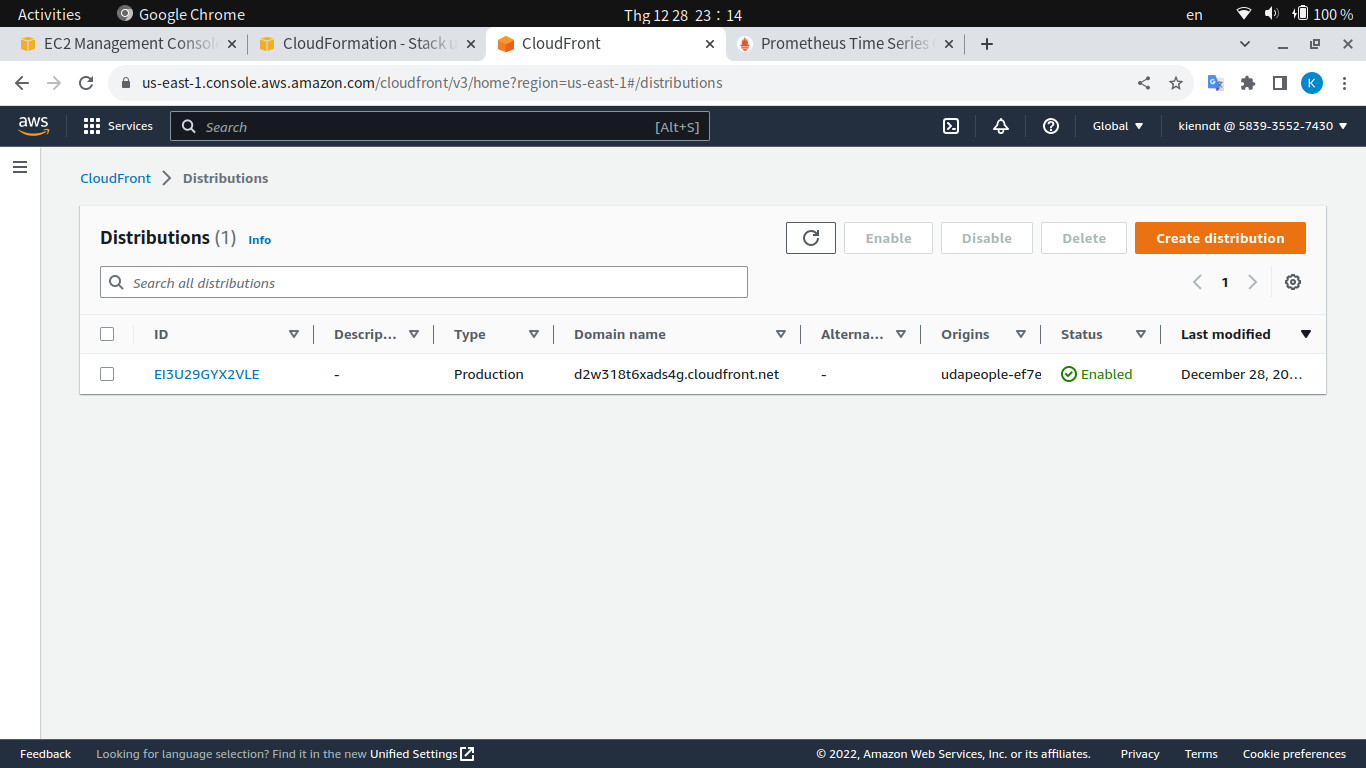 Activities Google Chrome Thg 12 28 23 : 14 en 100 %
EC2 Management Consol CloudFormation - Stack u CloudFront Prometheus Time Series
us-east-1.console.aws.amazon.com/cloudfront/v3/home?region=us-east-1#/distributions K
aws Services Search [Alt+S] Global kienndt @ 5839-3552-7430
CloudFront Distributions
Distributions (1) Info Enable Disable Delete Create distribution
Search all distributions 1
ID Descrip... Type Domain name Alterna... Origins Status Last modified
EI3U29GYX2VLE - Production d2w318t6xads4g.cloudfront.net - udapeople-ef7e Enabled December 28, 20...
Feedback Looking for language selection? Find it in the new Unified Settings © 2022, Amazon Web Services, Inc. or its affiliates. Privacy Terms Cookie preferences